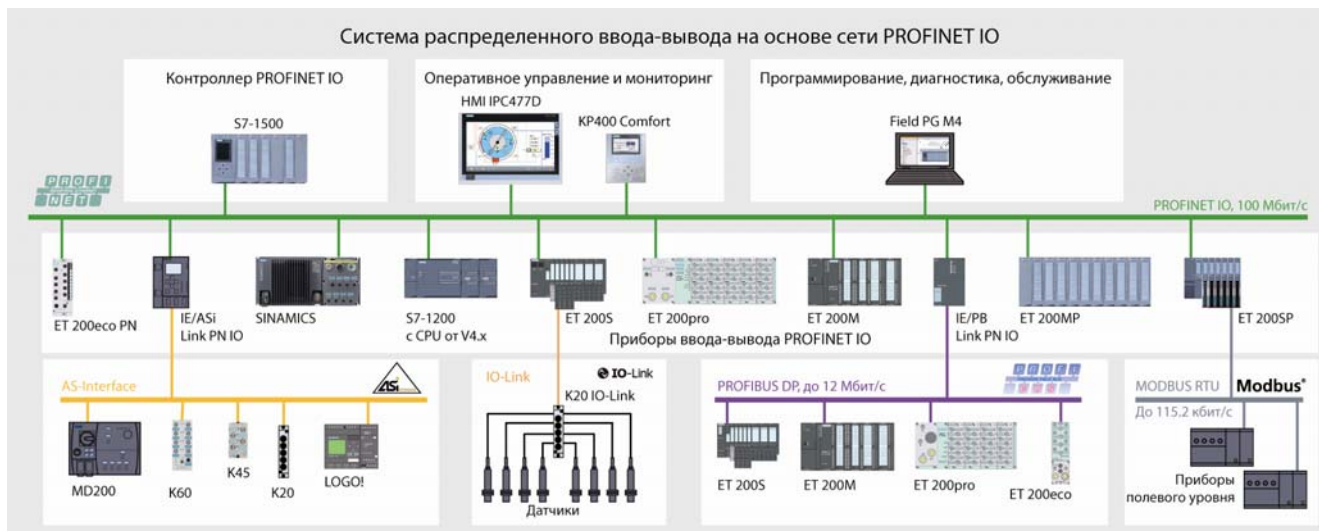 Система распределенного ввода-вывода на основе сети PROFINET IO
Контроллер PROFINET IO
S7-1500
Оперативное управление и мониторинг
HMI IPC477D
KP400 Comfort
Программирование, диагностика, обслуживание
Field PG M4
PROFI
NET
PROFINET IO, 100 Мбит/с
ET 200eco PN
IE/ASi
Link PN IO
SINAMICS
S7-1200
с CPU от V4.x
ET 200S
ET 200pro
ET 200M
IE/PB
Link PN IO
ET 200MP
ET 200SP
Приборы ввода-вывода PROFINET IO
AS-Interface
ASi
MD200
K60
K45
K20
LOGO!
IO-Link
IO-Link
K20 IO-Link
Датчики
PROFIBUS DP, до 12 Мбит/с
ET 200S
ET 200M
ET 200pro
ET 200eco
MODBUS RTU
Modbus®
До 115.2 кбит/с
Приборы
полевого уровня